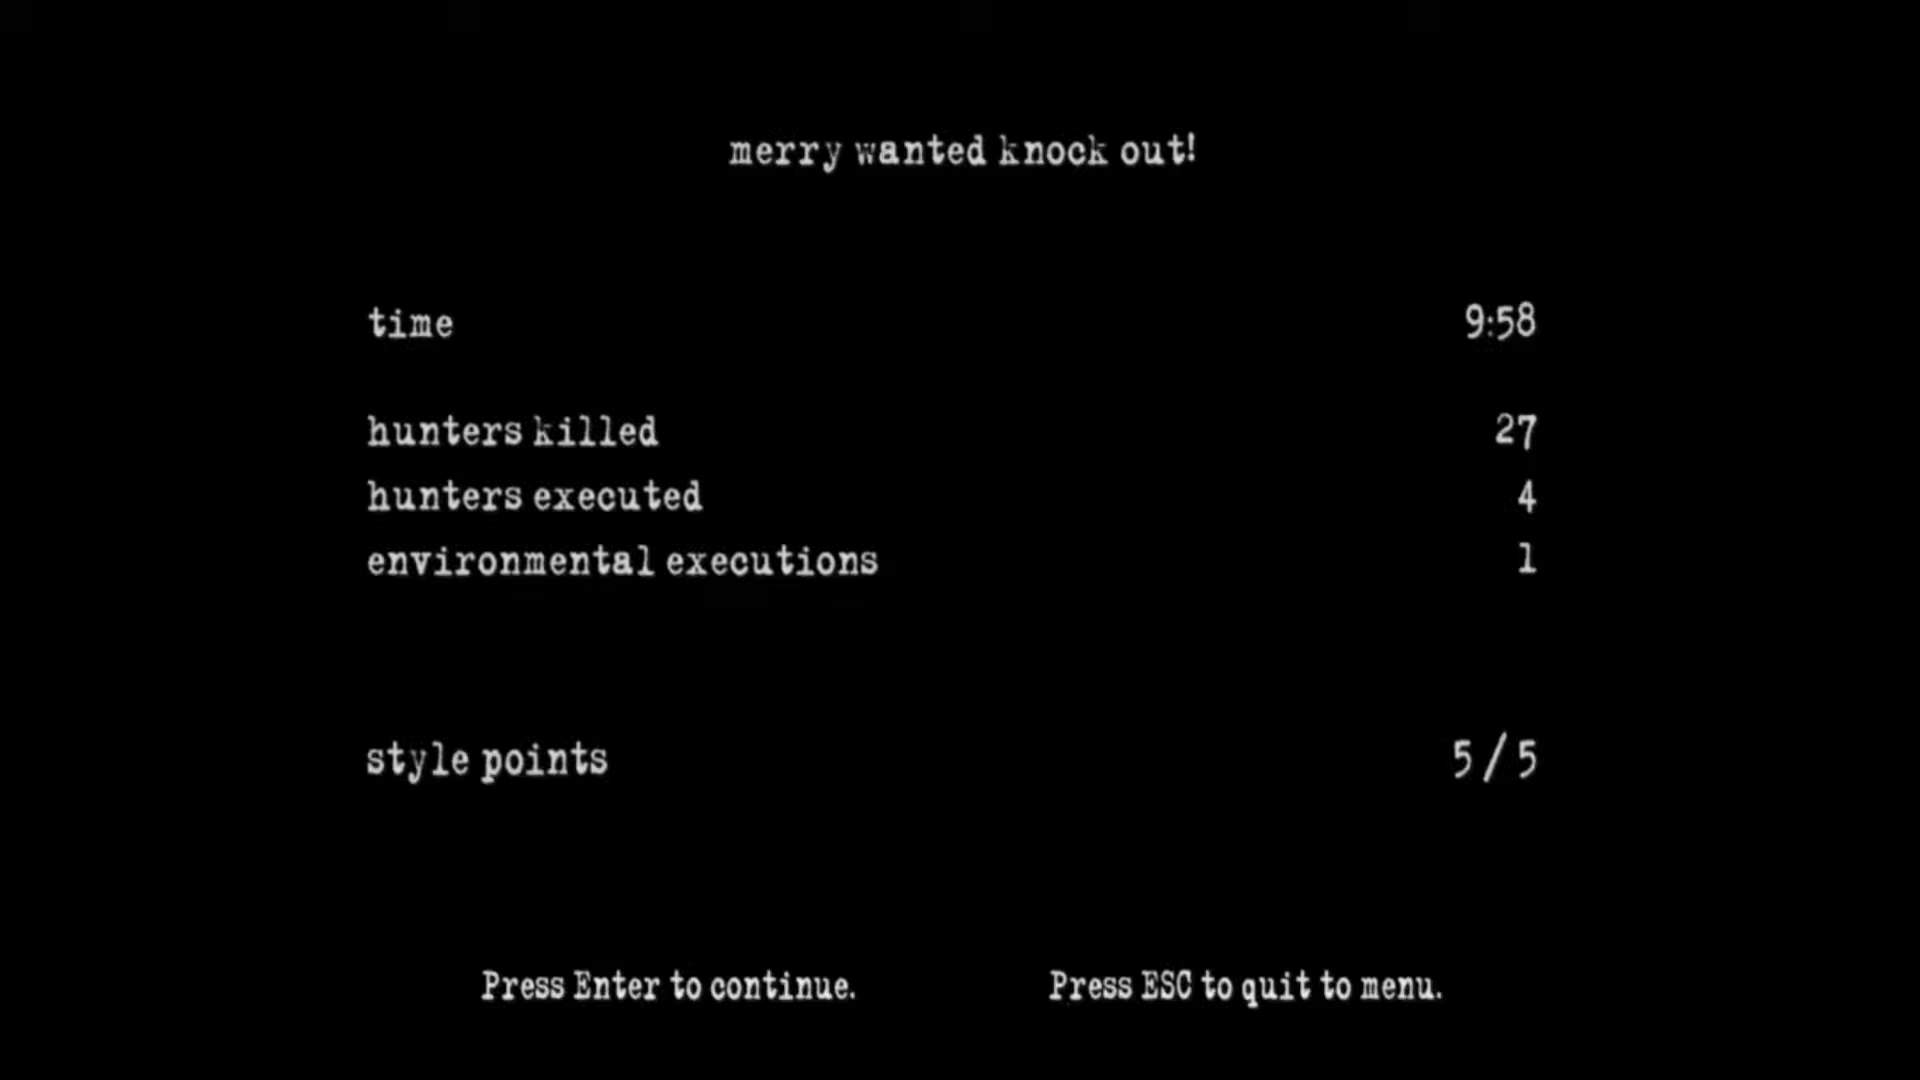 merry wanted knock out!
time 9:58
hunters killed 27
hunters executed 4
environmental executions 1
style points 5/5
Press Enter to continue. Press ESC to quit to menu.